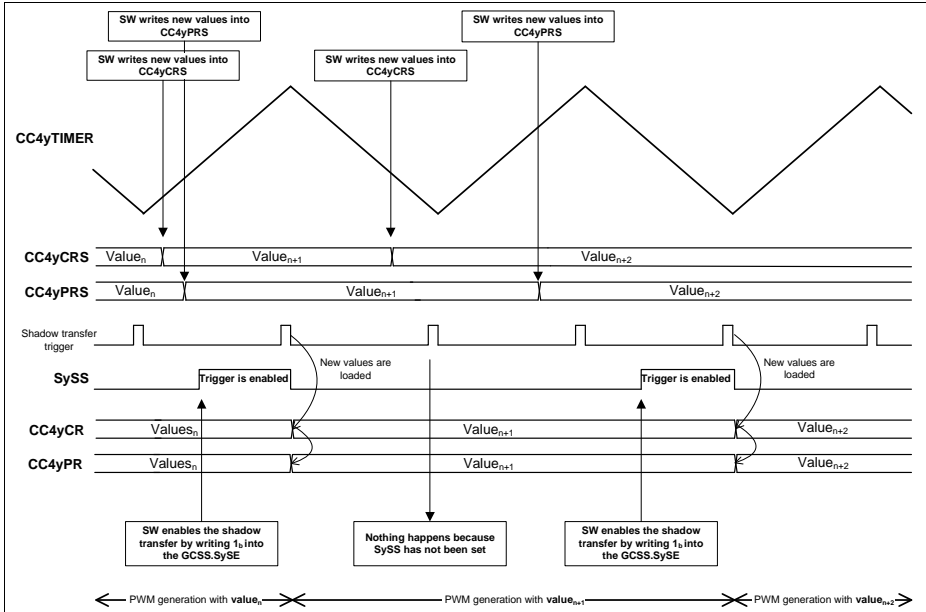 SW writes new values into
CC4yPRS
SW writes new values into
CC4yPRS
SW writes new values into
CC4yCRS
SW writes new values into
CC4yCRS
CC4yTIMER
CC4yCRS
Valueₙ
Valueₙ₊₁
Valueₙ₊₂
CC4yPRS
Valueₙ
Valueₙ₊₁
Valueₙ₊₂
Shadow transfer
trigger
New values are
loaded
New values are
loaded
SySS
Trigger is enabled
Trigger is enabled
CC4yCR
Valuesₙ
Valueₙ₊₁
Valueₙ₊₂
CC4yPR
Valuesₙ
Valueₙ₊₁
Valueₙ₊₂
SW enables the shadow
transfer by writing 1b into
the GCSS.SySE
Nothing happens because
SySS has not been set
SW enables the shadow
transfer by writing 1b into
the GCSS.SySE
PWM generation with valueₙ
PWM generation with valueₙ₊₁
PWM generation with valueₙ₊₂